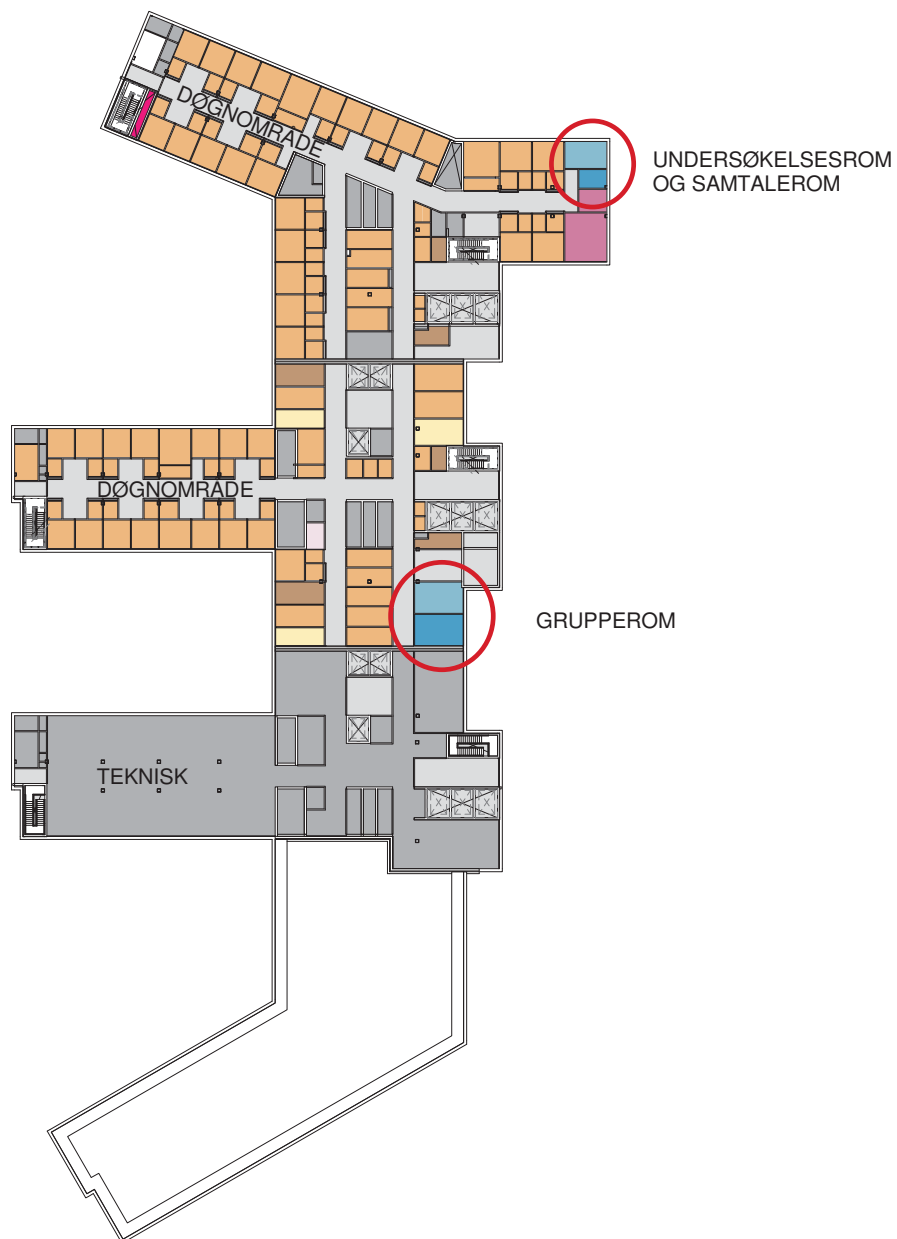 DØGNOMRÅDE
UNDERSØKELSESROM
OG SAMTALEROM
DØGNOMRÅDE
GRUPPEROM
TEKNISK